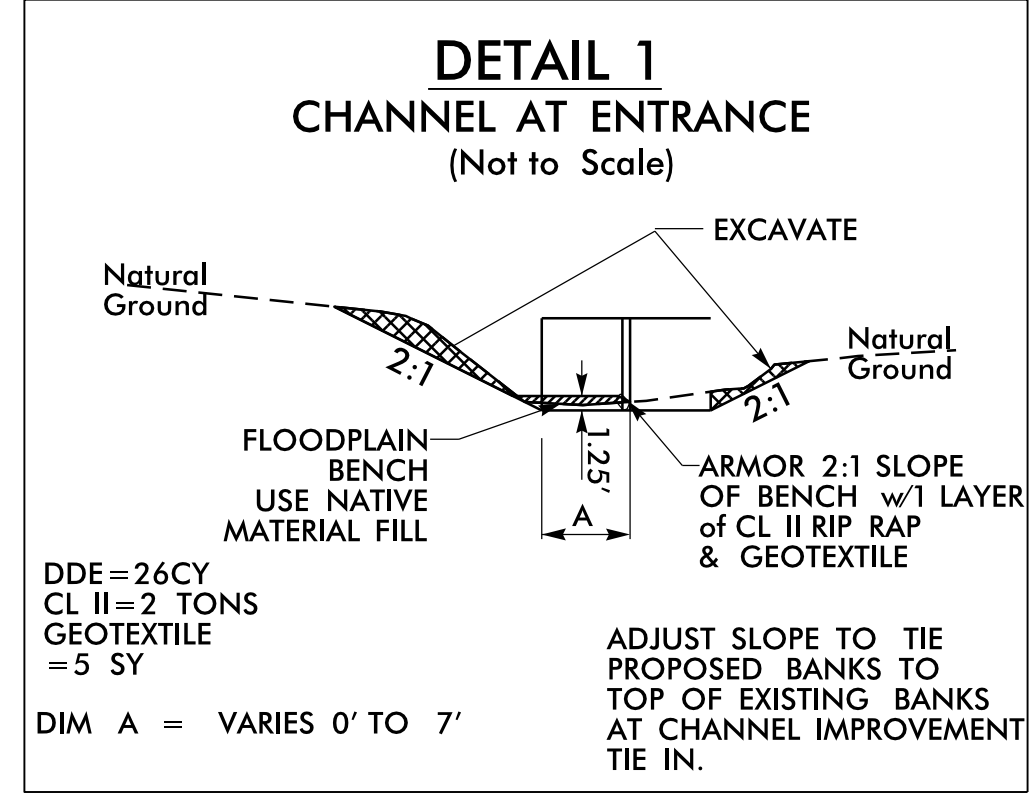 DETAIL 1
CHANNEL AT ENTRANCE
(Not to Scale)
EXCAVATE
Natural
Ground
2:1
Natural
Ground
2:1
FLOODPLAIN
BENCH
USE NATIVE
MATERIAL FILL
1.25'
A
ARMOR 2:1 SLOPE
OF BENCH w/1 LAYER
of CL II RIP RAP
& GEOTEXTILE
DDE=26CY
CL II=2 TONS
GEOTEXTILE
=5 SY
DIM A = VARIES 0' TO 7'
ADJUST SLOPE TO TIE
PROPOSED BANKS TO
TOP OF EXISTING BANKS
AT CHANNEL IMPROVEMENT
TIE IN.